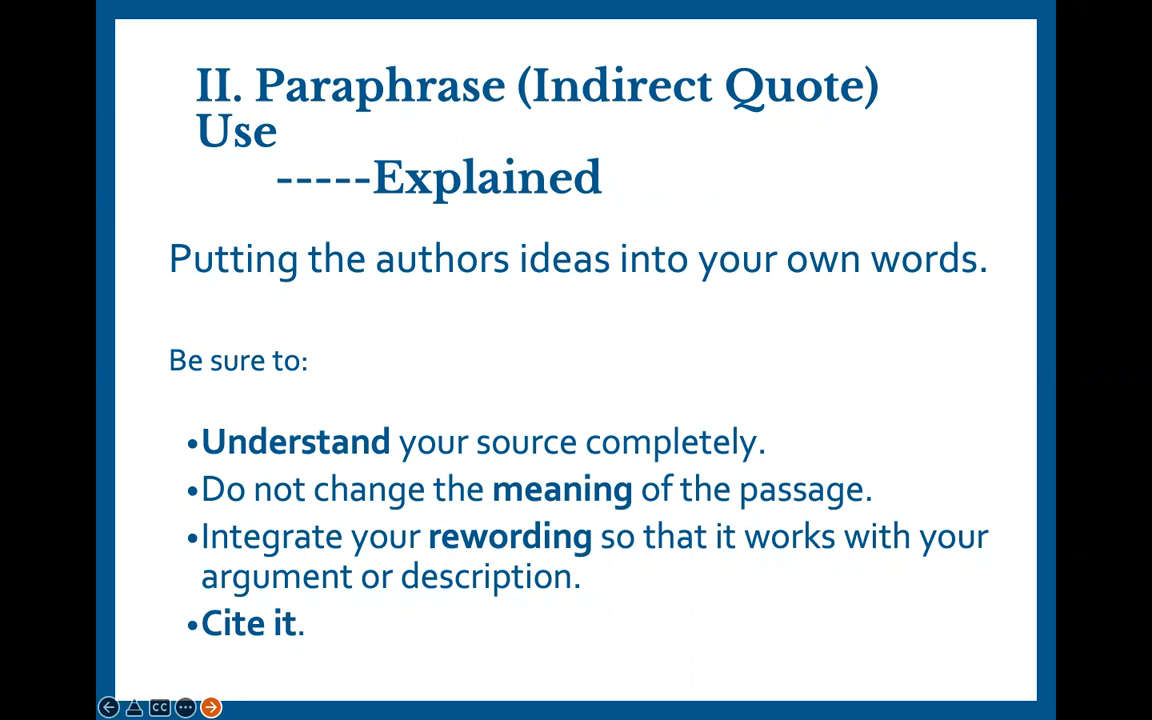 II. Paraphrase (Indirect Quote)
Use
-----Explained
Putting the authors ideas into your own words.
Be sure to:
•Understand your source completely.
•Do not change the meaning of the passage.
•Integrate your rewording so that it works with your
argument or description.
•Cite it.
CC